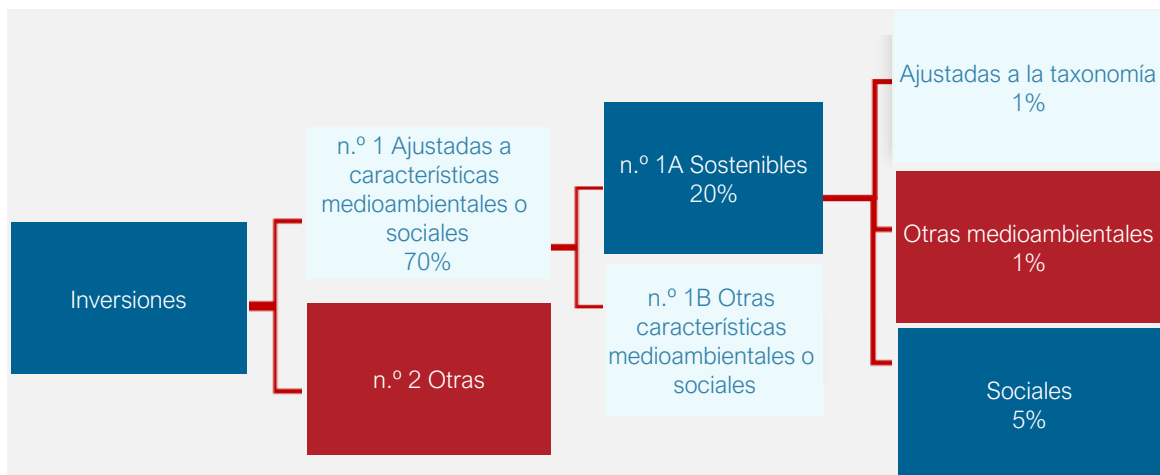 Inversiones
n.º 1 Ajustadas a
características
medioambientales o
sociales
70%
n.º 2 Otras
n.º 1A Sostenibles
20%
n.º 1B Otras
características
medioambientales o
sociales
Ajustadas a la taxonomía
1%
Otras medioambientales
1%
Sociales
5%